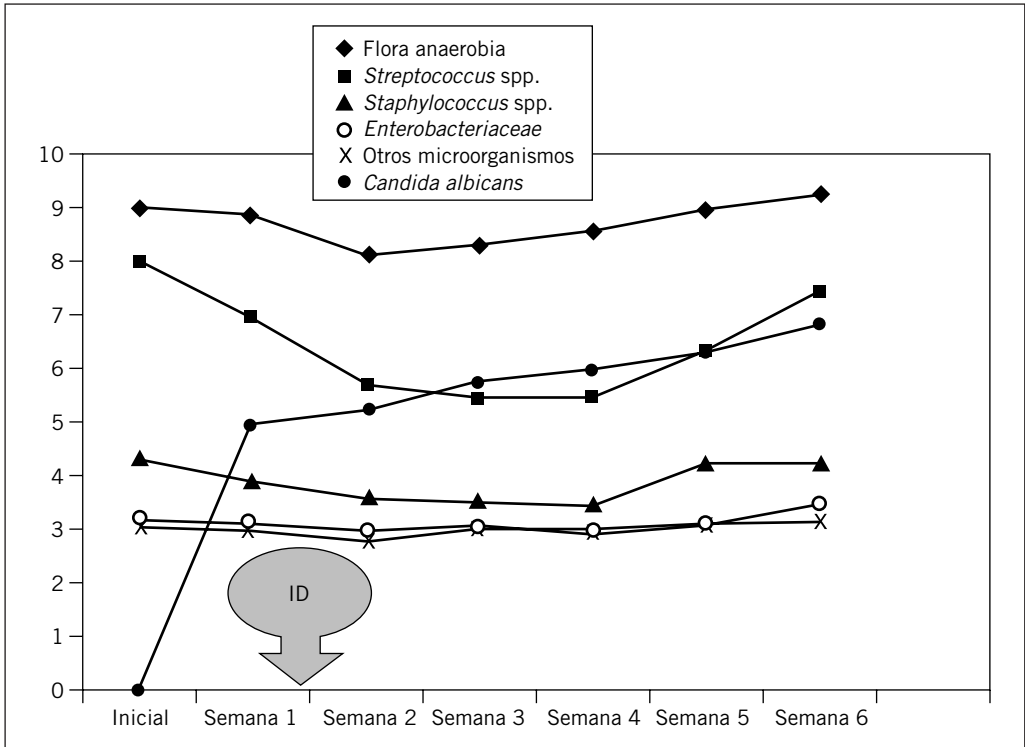 Flora anaerobia
Streptococcus spp.
Staphylococcus spp.
Enterobacteriaceae
Otros microorganismos
Candida albicans
10
9
8
7
6
5
4
3
2
1
0
ID
Inicial Semana 1 Semana 2 Semana 3 Semana 4 Semana 5 Semana 6